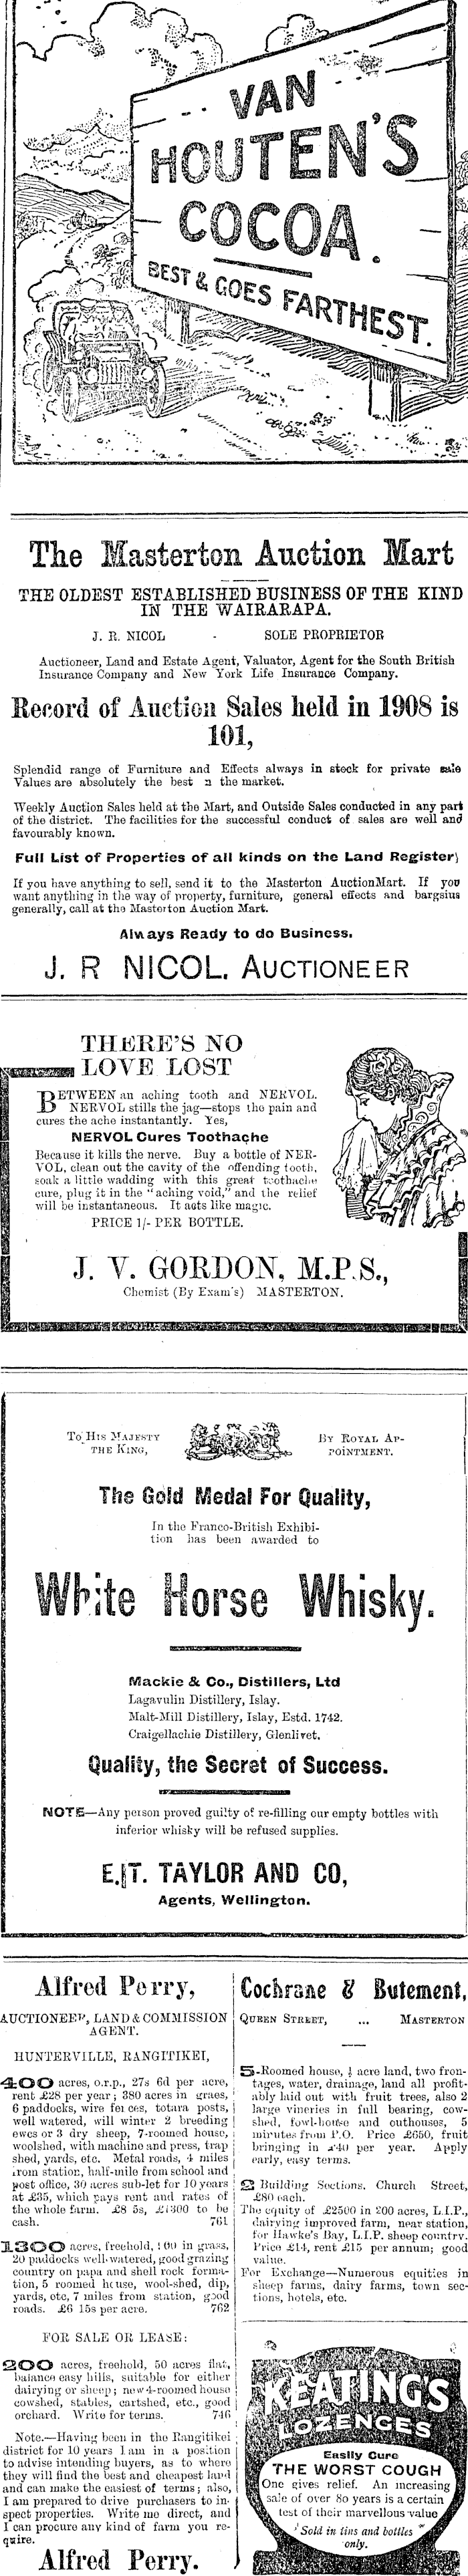 VAN
HOUTEN'S
COCOA.
BEST & GOES FARTHEST.
The Masterton Auction Mart
THE OLDEST ESTABLISHED BUSINESS OF THE KIND
IN THE WAIRARAPA.
J. R. NICOL - SOLE PROPRIETOR
Auctioneer, Land and Estate Agent, Valuator, Agent for the South British
Insurance Company and New York Life Insurance Company.
Record of Auction Sales held in 1908 is
101,
Splendid range of Furniture and Effects always in stock for private sale
Values are absolutely the best n the market.
Weekly Auction Sales held at the Mart, and Outside Sales conducted in any part
of the district. The facilities for the successful conduct of sales are well and
favourably known.
Full List of Properties of all kinds on the Land Register)
If you have anything to sell, send it to the Masterton AuctionMart. If you
want anything in the way of property, furniture, general effects and bargains
generally, call at the Masterton Auction Mart.
Always Ready to do Business.
J. R NICOL. AUCTIONEER
THERE'S NO
LOVE LOST
BETWEEN an aching tooth and NERVOL.
NERVOL stills the jag—stops the pain and
cures the ache instantly. Yes,
NERVOL Cures Toothache
Because it kills the nerve. Buy a bottle of NER-
VOL, clean out the cavity of the offending tooth,
soak a little wadding with this great toothache
cure, plug it in the "aching void," and the relief
will be instantaneous. It acts like magic.
PRICE 1/- PER BOTTLE.
J. V. GORDON, M.P.S.,
Chemist (By Exam's) MASTERTON.
To His Majesty
the King,
By Royal Ap-
pointment.
The Gold Medal For Quality,
In the Franco-British Exhibi-
tion has been awarded to
White Horse Whisky.
Mackie & Co., Distillers, Ltd
Lagavulin Distillery, Islay.
Malt-Mill Distillery, Islay, Estd. 1742.
Craigellachie Distillery, Glenlivet.
Quality, the Secret of Success.
NOTE—Any person proved guilty of re-filling our empty bottles with
inferior whisky will be refused supplies.
E. T. TAYLOR AND CO,
Agents, Wellington.
Alfred Perry,
AUCTIONEER, LAND & COMMISSION
AGENT.
HUNTERVILLE, RANGITIKEI,
400 acres, o.r.p., 27s 6d per acre,
rent £28 per year; 380 acres in grass,
6 paddocks, wire fences, totara posts,
well watered, will winter 2 breeding
ewes or 3 dry sheep, 7-roomed house,
woolshed, with machine and press, trap
shed, yards, etc. Metal roads, 4 miles
from station, half-mile from school and
post office, 30 acres sub-let for 10 years
at £35, which pays rent and rates of
the whole farm. £8 5s, £1300 to be
cash. 761
1300 acres, freehold, in grass,
20 paddocks well-watered, good grazing
country on papa and shell rock forma-
tion, 5 roomed house, wool-shed, dip,
yards, etc, 7 miles from station, good
roads. £6 15s per acre. 762
FOR SALE OR LEASE:
200 acres, freehold, 50 acres flat,
balance easy hills, suitable for either
dairying or sheep; new 4-roomed house
cowshed, stables, cartshed, etc., good
orchard. Write for terms. 746
Note.—Having been in the Rangitikei
district for 10 years I am in a position
to advise intending buyers, as to where
they will find the best and cheapest land
and can make the easiest of terms; also,
I am prepared to drive purchasers to in-
spect properties. Write me direct, and
I can procure any kind of farm you re-
quire.
Alfred Perry.
Cochrane & Butement,
Queen Street, ... Masterton
5-Roomed house, ½ acre land, two fron-
tages, water, drainage, land all profit-
ably laid out with fruit trees, also 2
large vineries in full bearing, cow-
shed, fowl-house and outhouses, 5
minutes from P.O. Price £650, fruit
bringing in £40 per year. Apply
early, easy terms.
2 Building Sections. Church Street,
£80 each.
The equity of £2500 in 200 acres, L.I.P.,
dairying improved farm, near station,
for Hawke's Bay, L.I.P. sheep country.
Price £14, rent £15 per annum; good
value.
For Exchange—Numerous equities in
sheep farms, dairy farms, town sec-
tions, hotels, etc.
KEATING'S
LOZENGES
Easily Cure
THE WORST COUGH
One gives relief. An increasing
sale of over 80 years is a certain
test of their marvellous value
"Sold in tins and bottles"
only.